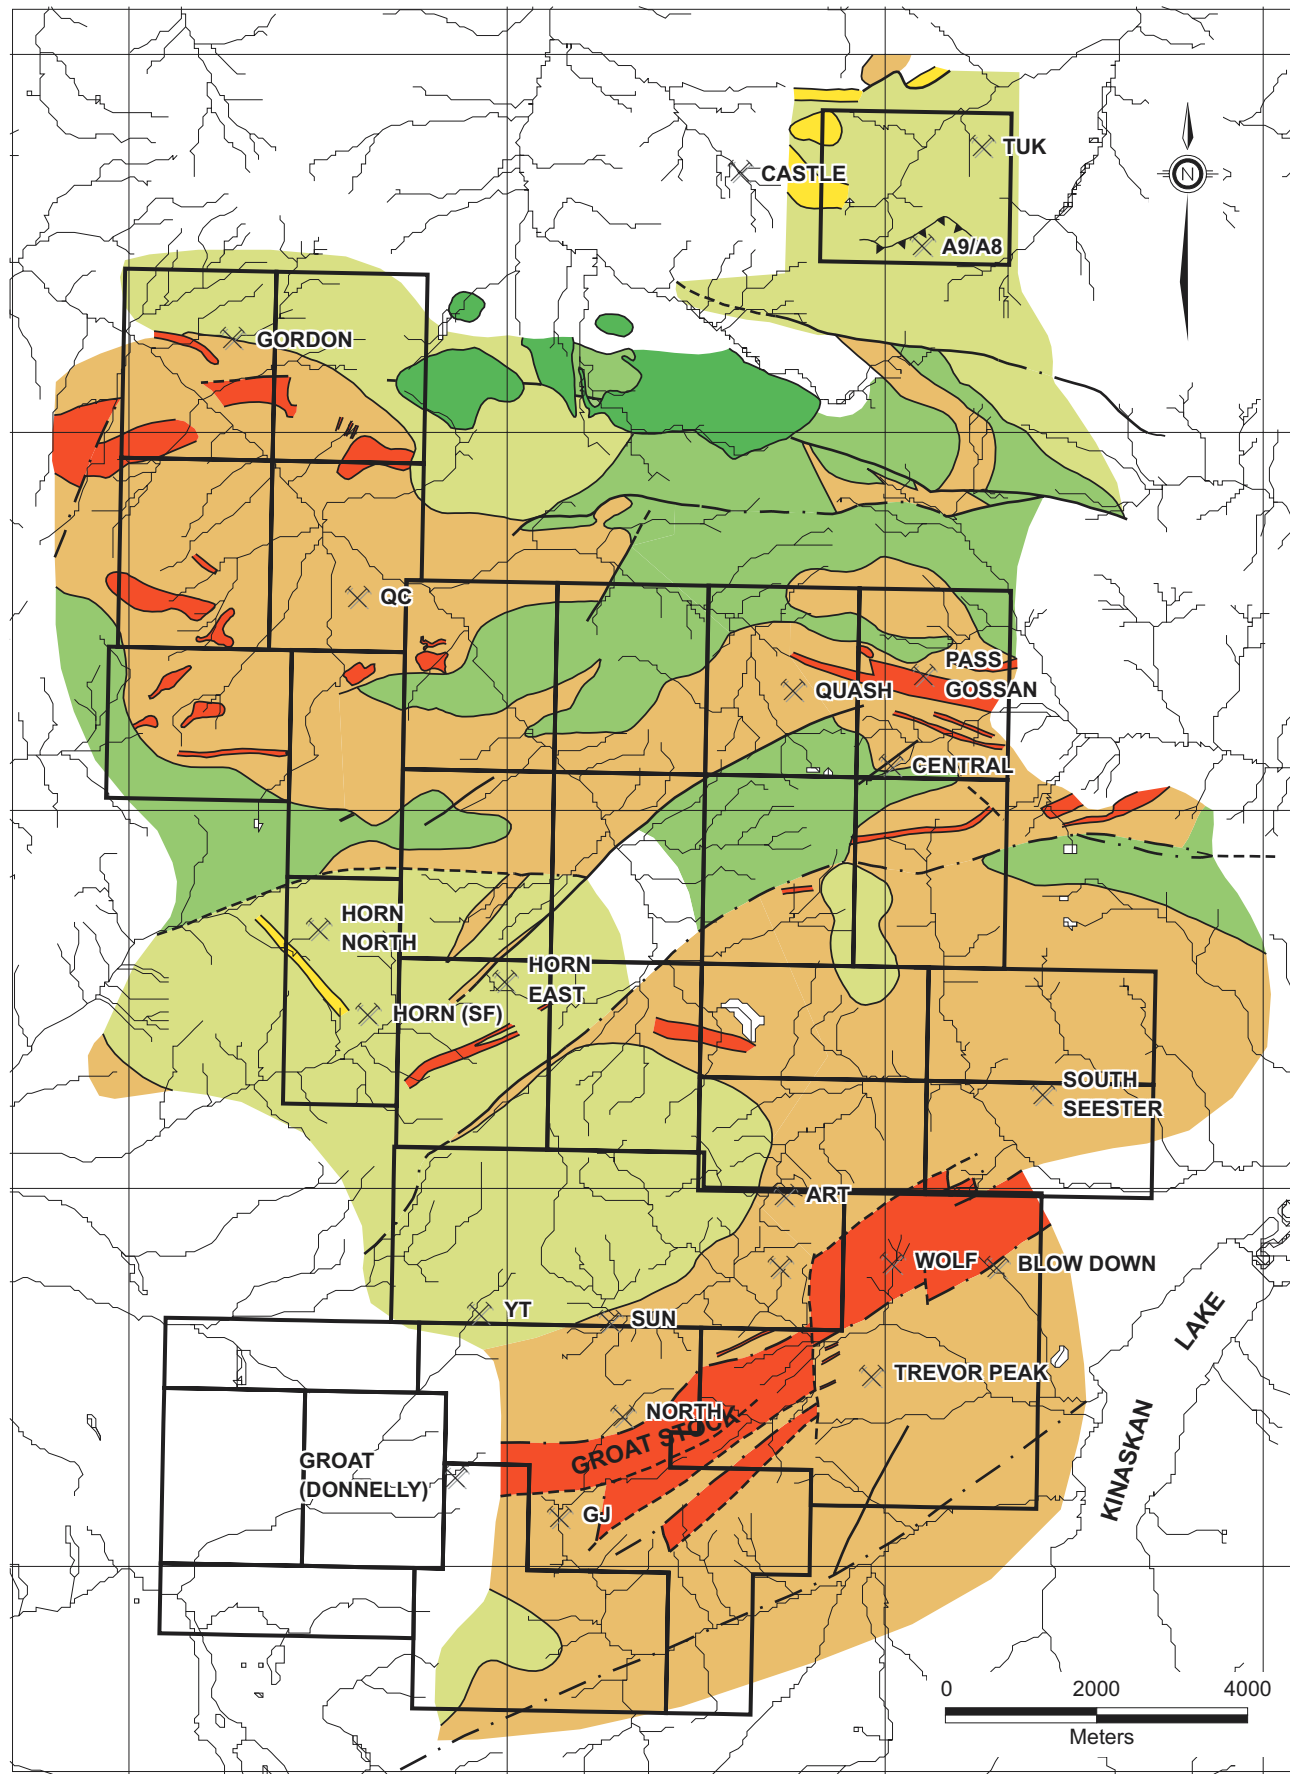 TUK
CASTLE
N
A9/A8
GORDON
QC
PASS
GOSSAN
QUASH
CENTRAL
HORN
NORTH
HORN
EAST
HORN (SF)
SOUTH
SEESTER
ART
WOLF
BLOW DOWN
YT
SUN
LAKE
TREVOR PEAK
NORTH
GROAT STOCK
KINASKAN
GROAT
(DONNELLY)
GJ
0 2000 4000
Meters